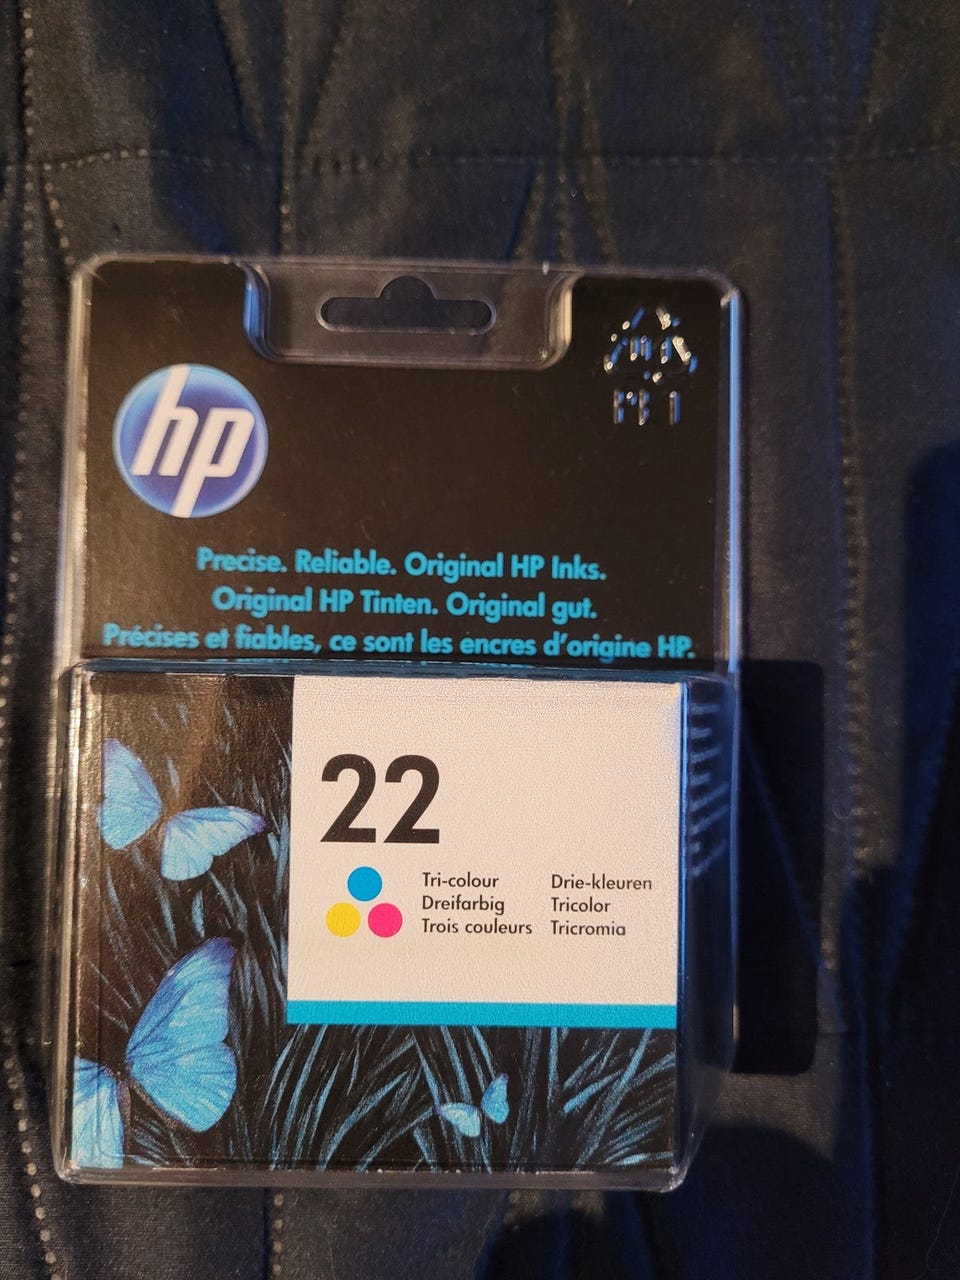 hp
Precise. Reliable. Original HP Inks.
Original HP Tinten. Original gut.
Précises et fiables, ce sont les encres d'origine HP.
22
Tri-colour
Dreifarbig
Trois couleurs
Drie-kleuren
Tricolor
Tricromia